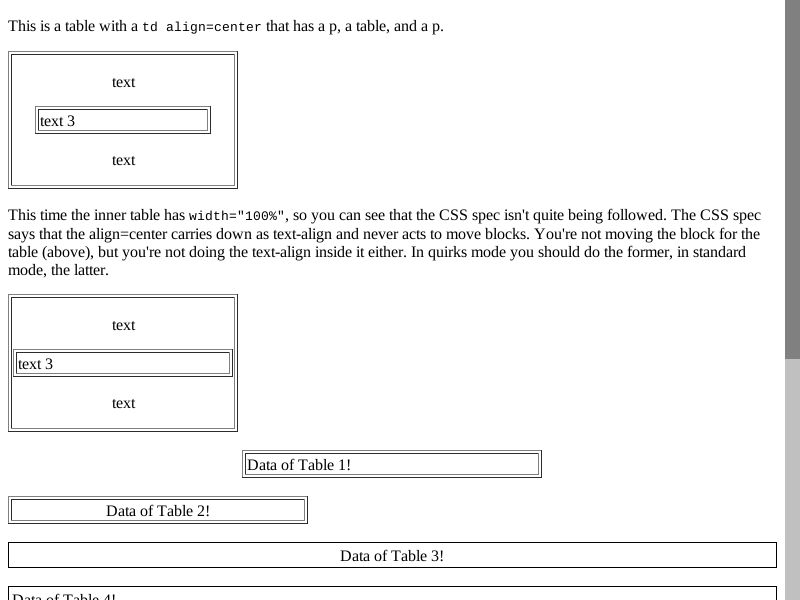 This is a table with a td align=center that has a p, a table, and a p.
text
text 3
text
This time the inner table has width="100%", so you can see that the CSS spec isn't quite being followed. The CSS spec
says that the align=center carries down as text-align and never acts to move blocks. You're not moving the block for the
table (above), but you're not doing the text-align inside it either. In quirks mode you should do the former, in standard
mode, the latter.
text
text 3
text
Data of Table 1!
Data of Table 2!
Data of Table 3!
Data of Table 4!